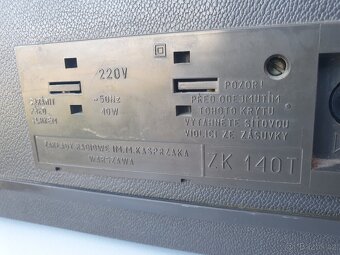 220V
~50Hz
40W
POZOR!
PŘED ODEJMUTÍM
TOHOTO KRYTU
VYTÁHNĚTE SÍŤOVOU
VIDLICI ZE ZÁSUVKY
ZAKŁADY RADIOWE IM.M.KASPRZAKA
WARSZAWA
ZK 140T